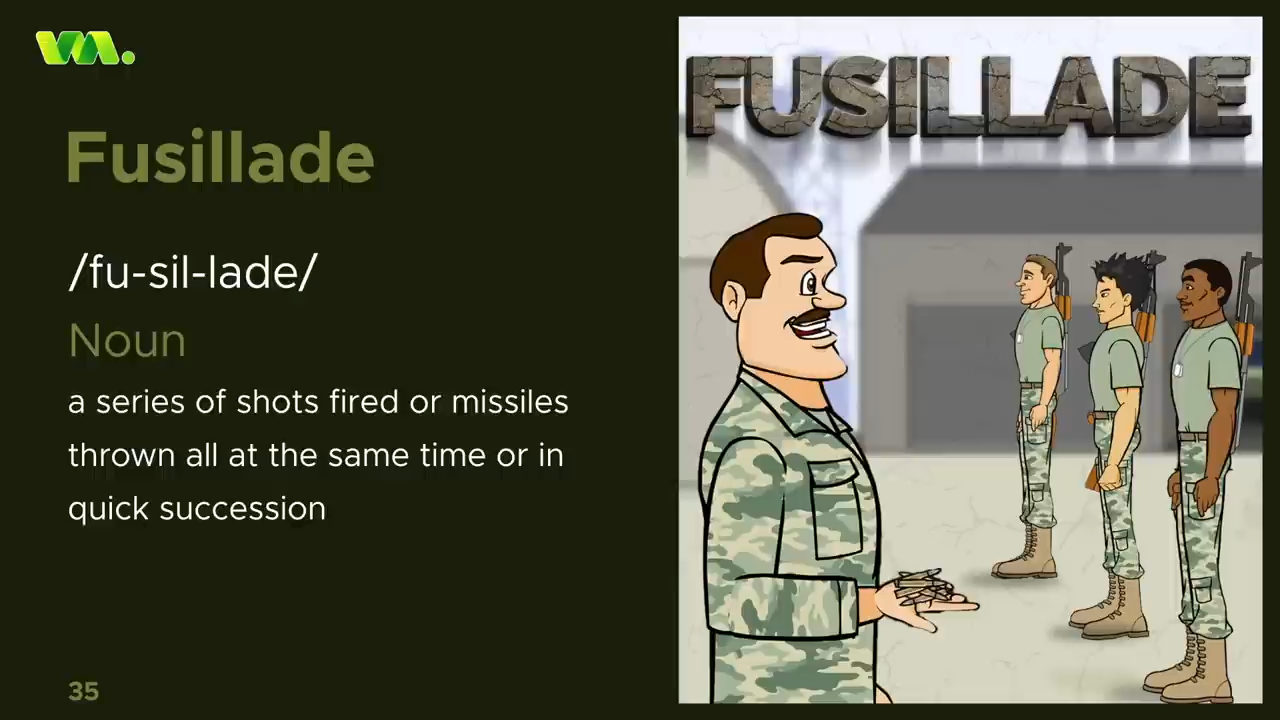 VA.
Fusillade
/fu-sil-lade/
Noun
a series of shots fired or missiles
thrown all at the same time or in
quick succession
35
FUSILLADE